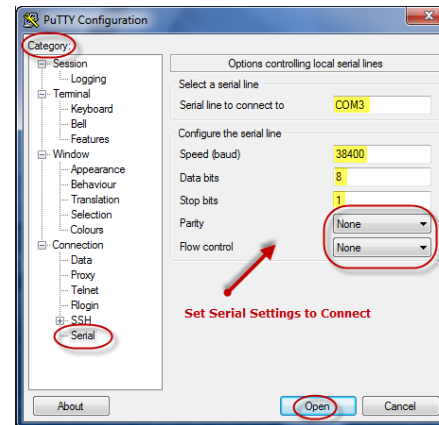 PuTTY Configuration
Category:
Session
Logging
Terminal
Keyboard
Bell
Features
Window
Appearance
Behaviour
Translation
Selection
Colours
Connection
Data
Proxy
Telnet
Rlogin
SSH
Serial
Options controlling local serial lines
Select a serial line
Serial line to connect to COM3
Configure the serial line
Speed (baud) 38400
Data bits 8
Stop bits 1
Parity None
Flow control None
Set Serial Settings to Connect
About Open Cancel